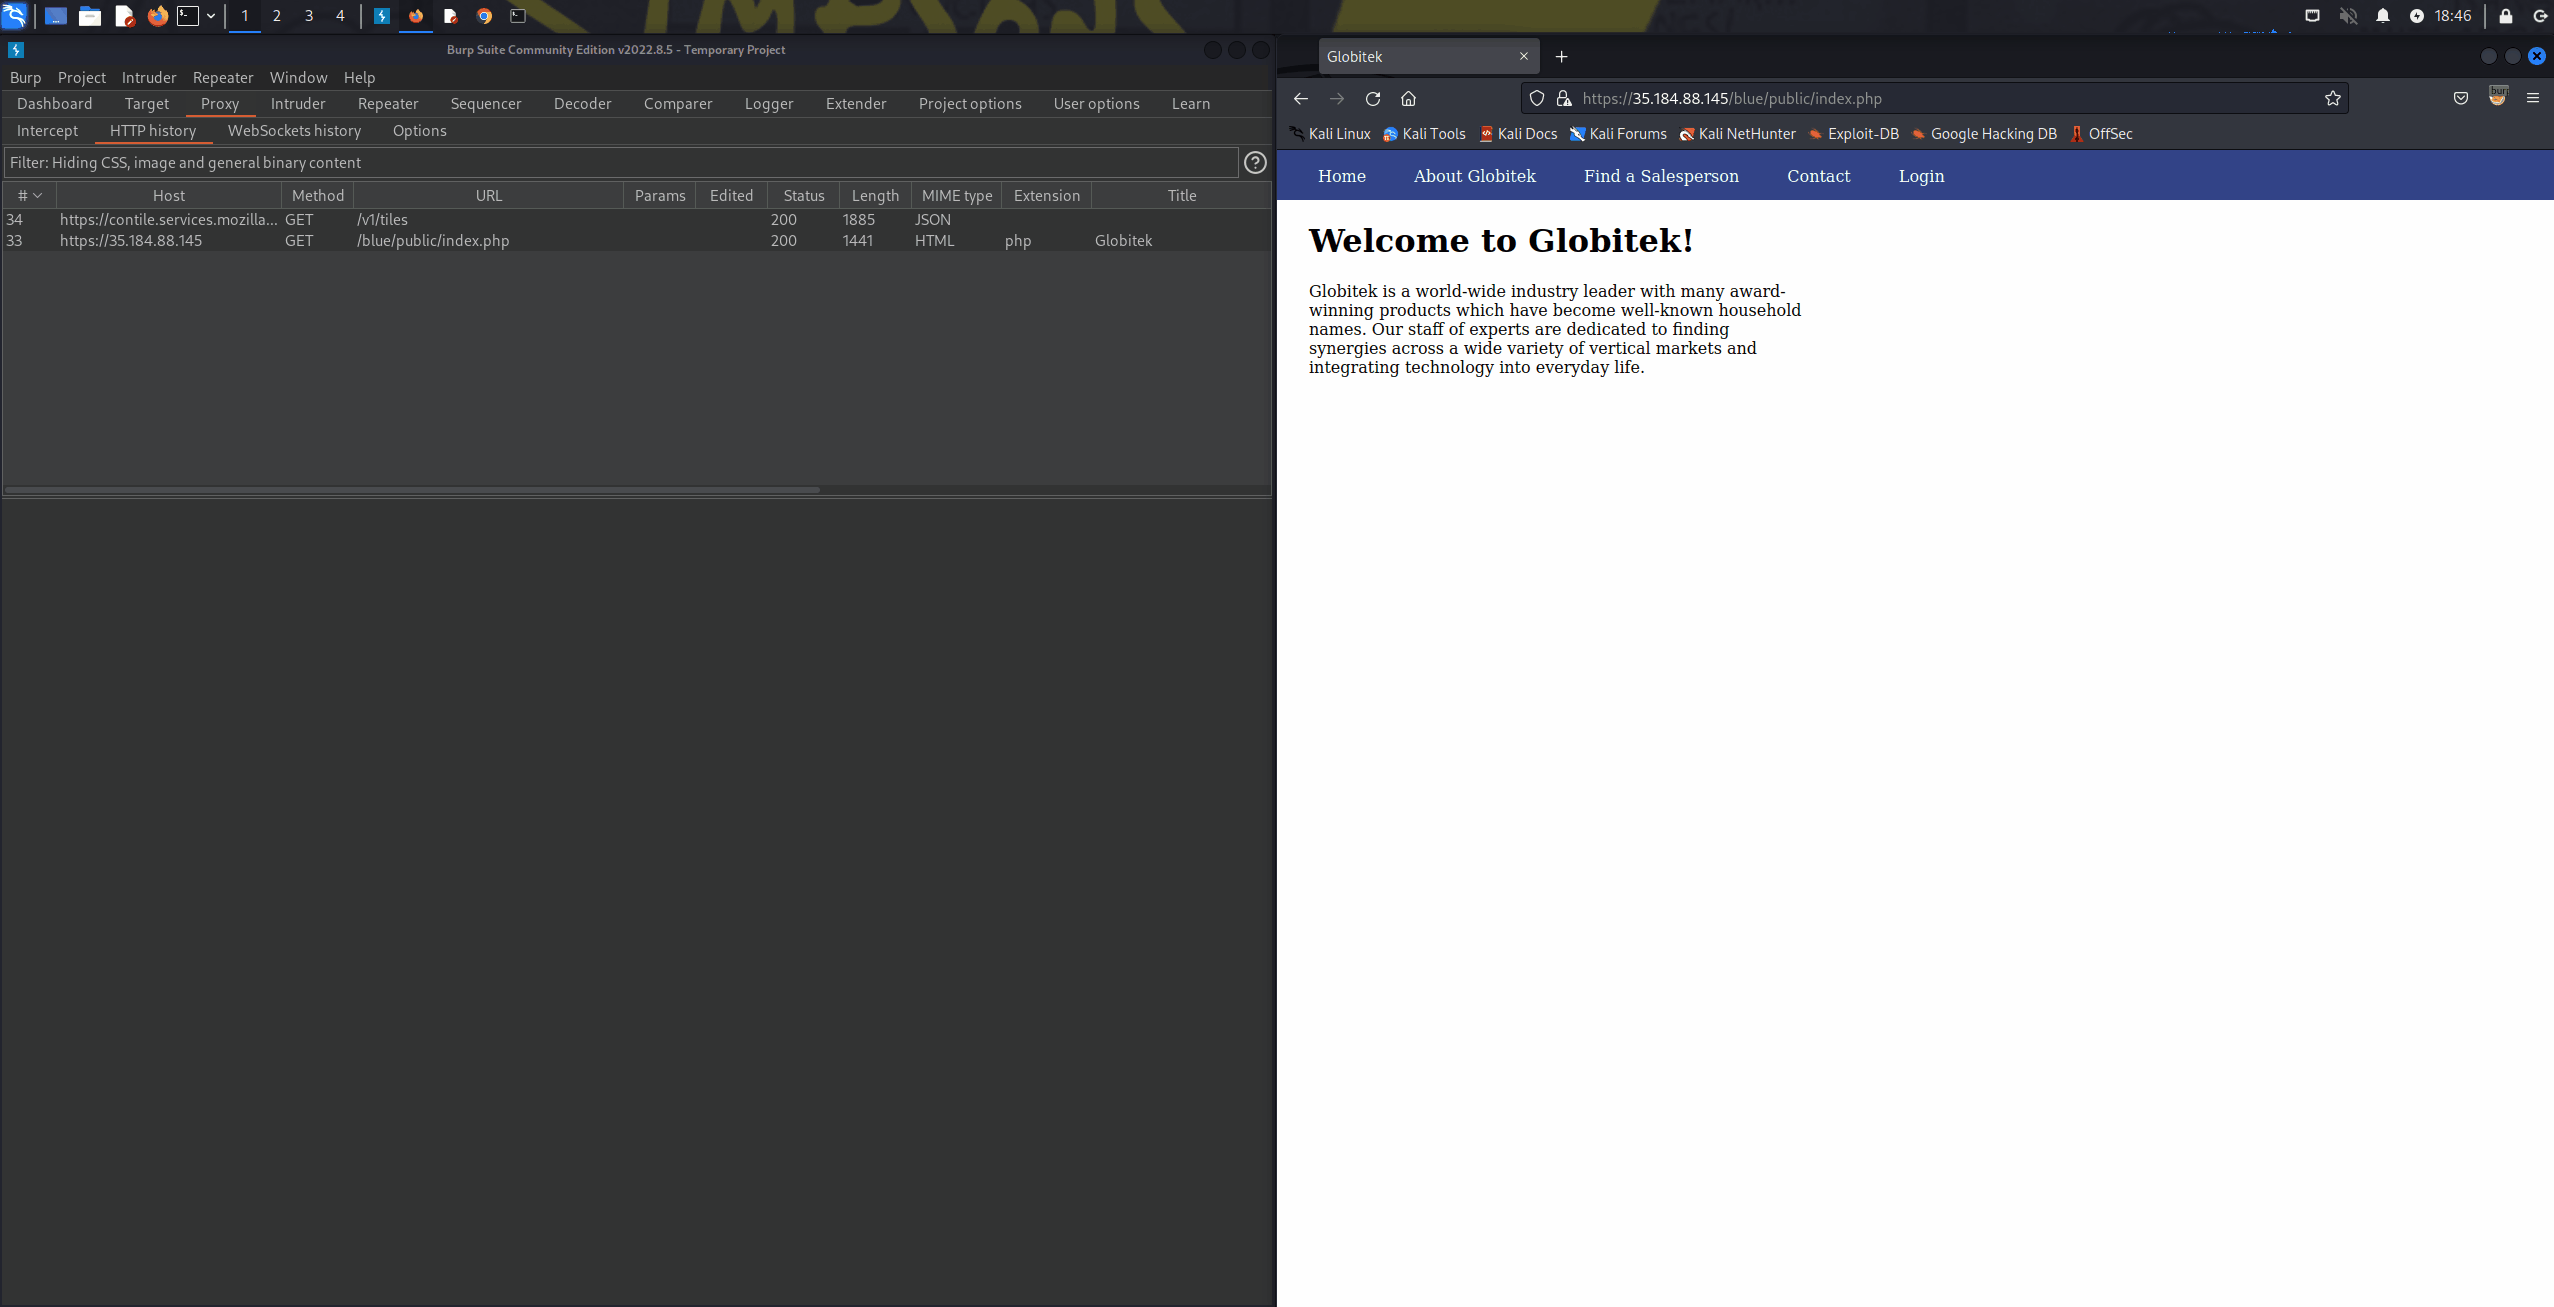 1 2 3 4 18:46
Burp Suite Community Edition v2022.8.5 - Temporary Project
Burp Project Intruder Repeater Window Help
Dashboard Target Proxy Intruder Repeater Sequencer Decoder Comparer Logger Extender Project options User options Learn
Intercept HTTP history WebSockets history Options
Filter: Hiding CSS, image and general binary content ?
# Host Method URL Params Edited Status Length MIME type Extension Title
34 https://contile.services.mozilla... GET /v1/tiles 200 1885 JSON
33 https://35.184.88.145 GET /blue/public/index.php 200 1441 HTML php Globitek
Globitek
https://35.184.88.145/blue/public/index.php
burp
Kali Linux Kali Tools Kali Docs Kali Forums Kali NetHunter Exploit-DB Google Hacking DB OffSec
Home About Globitek Find a Salesperson Contact Login
Welcome to Globitek!
Globitek is a world-wide industry leader with many award-
winning products which have become well-known household
names. Our staff of experts are dedicated to finding
synergies across a wide variety of vertical markets and
integrating technology into everyday life.